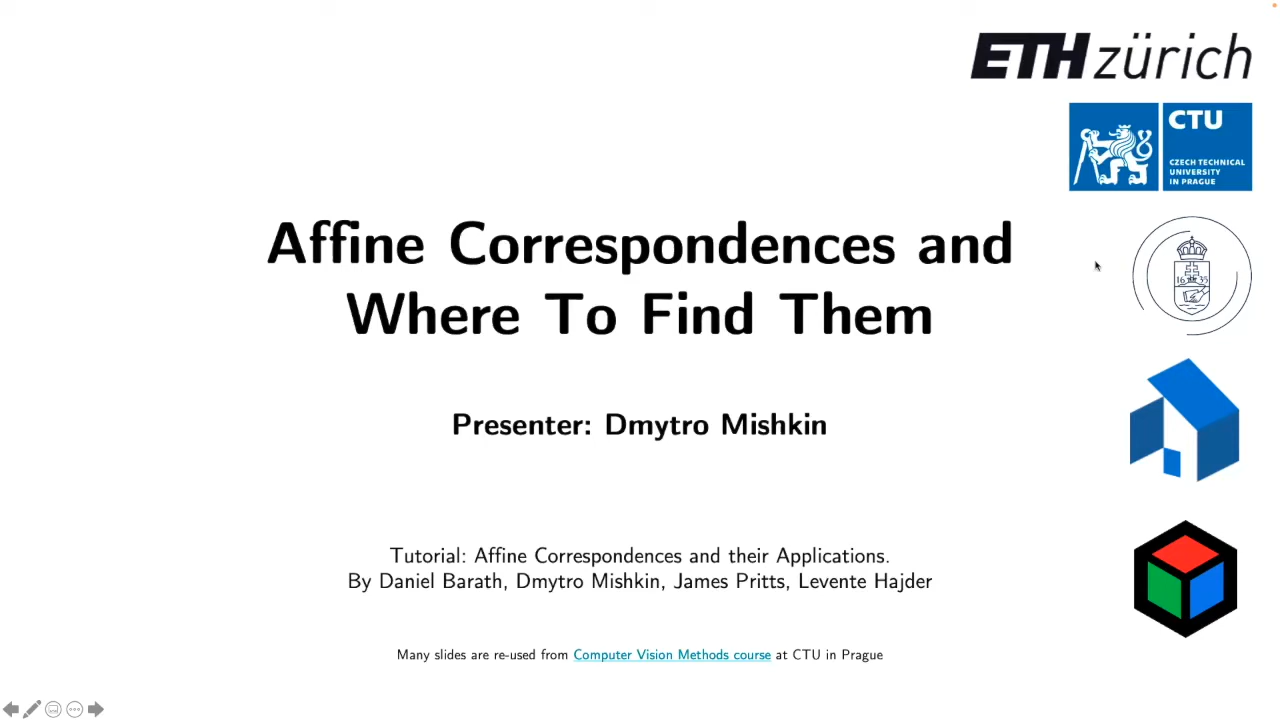 ETH zürich
CTU
CZECH TECHNICAL
UNIVERSITY
IN PRAGUE
Affine Correspondences and
Where To Find Them
1635
Presenter: Dmytro Mishkin
Tutorial: Affine Correspondences and their Applications.
By Daniel Barath, Dmytro Mishkin, James Pritts, Levente Hajder
Many slides are re-used from Computer Vision Methods course at CTU in Prague